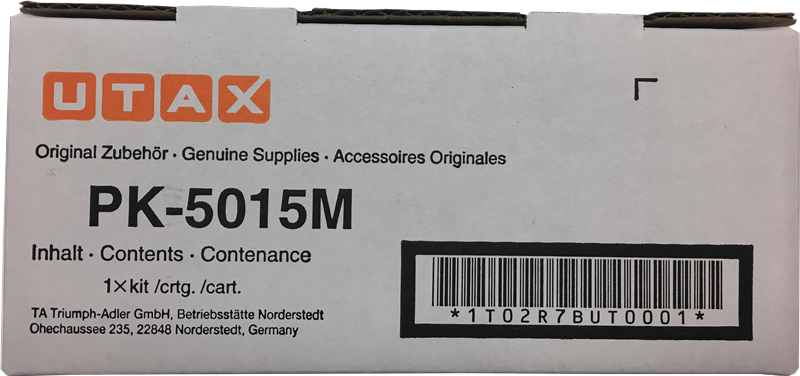 UTAX
Original Zubehör · Genuine Supplies · Accessoires Originales
PK-5015M
Inhalt · Contents · Contenance
1×kit /crtg. /cart.
TA Triumph-Adler GmbH, Betriebsstätte Norderstedt
Ohechaussee 235, 22848 Norderstedt, Germany
*1T02R7BUT0001*